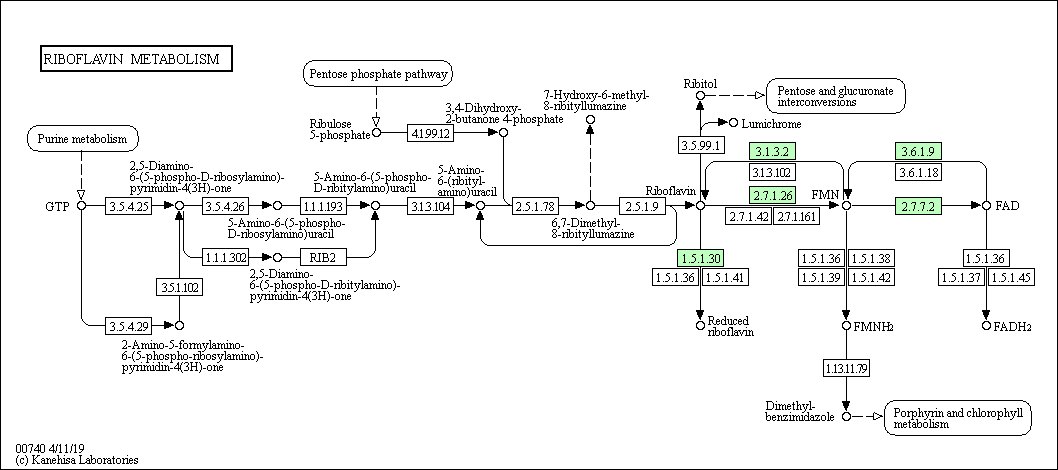 RIBOFLAVIN METABOLISM
Pentose phosphate pathway
Purine metabolism
Ribulose
5-phosphate
4.1.99.12
3,4-Dihydroxy-
2-butanone 4-phosphate
7-Hydroxy-6-methyl-
8-ribityllumazine
Ribitol
Pentose and glucuronate
interconversions
Lumichrome
3.5.99.1
3.1.3.2
3.1.3.102
3.6.1.9
3.6.1.18
2,5-Diamino-
6-(5-phospho-D-ribosylamino)-
pyrimidin-4(3H)-one
5-Amino-6-(5-phospho-
D-ribitylamino)uracil
5-Amino-
6-(ribityl-
amino)uracil
Riboflavin
2.7.1.26
FMN
GTP
3.5.4.25
3.5.4.26
1.1.1.193
3.1.3.104
2.5.1.78
2.5.1.9
2.7.1.42
2.7.1.161
2.7.7.2
FAD
5-Amino-6-(5-phospho-
D-ribosylamino)uracil
6,7-Dimethyl-
8-ribityllumazine
1.1.1.302
RIB2
2,5-Diamino-
6-(5-phospho-D-ribitylamino)-
pyrimidin-4(3H)-one
3.5.1.102
1.5.1.30
1.5.1.36
1.5.1.41
1.5.1.36
1.5.1.38
1.5.1.39
1.5.1.42
1.5.1.36
1.5.1.37
1.5.1.45
3.5.4.29
2-Amino-5-formylamino-
6-(5-phospho-ribosylamino)-
pyrimidin-4(3H)-one
Reduced
riboflavin
FMNH2
FADH2
1.13.11.79
Dimethyl-
benzimidazole
Porphyrin and chlorophyll
metabolism
00740 4/11/19
(c) Kanehisa Laboratories